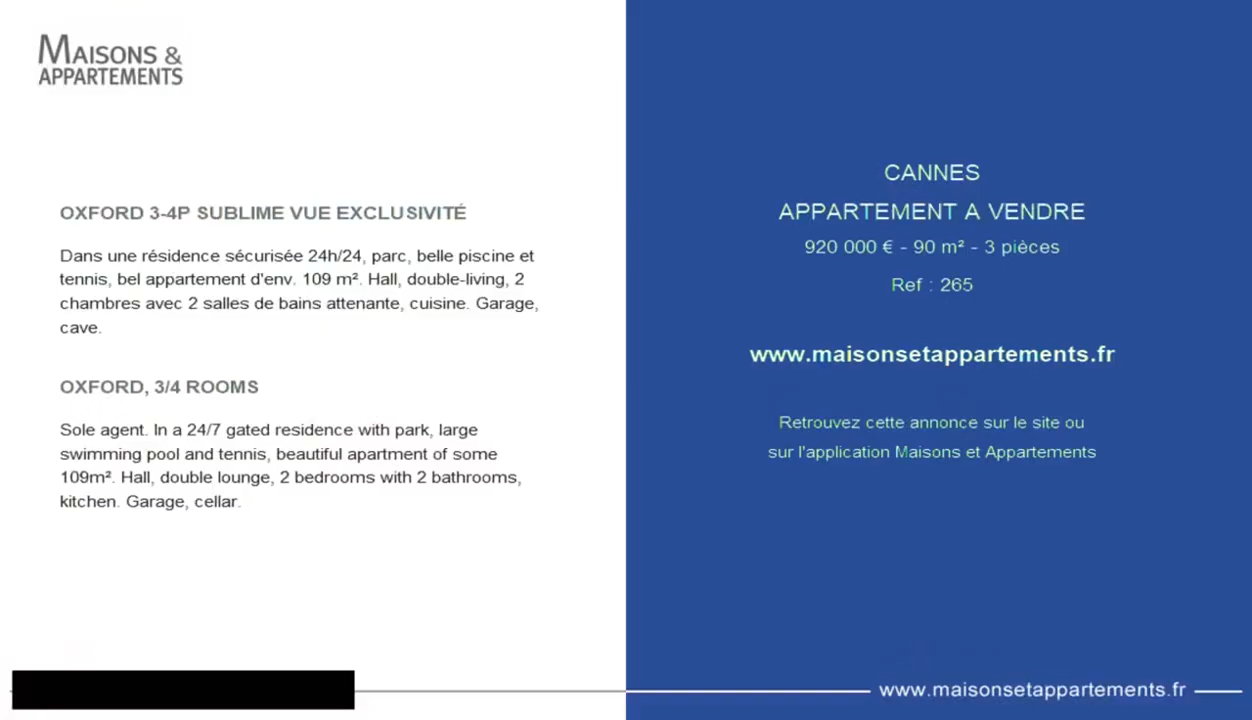 MAISONS &
APPARTEMENTS
OXFORD 3-4P SUBLIME VUE EXCLUSIVITÉ
Dans une résidence sécurisée 24h/24, parc, belle piscine et
tennis, bel appartement d'env. 109 m². Hall, double-living, 2
chambres avec 2 salles de bains attenante, cuisine. Garage,
cave.
OXFORD, 3/4 ROOMS
Sole agent. In a 24/7 gated residence with park, large
swimming pool and tennis, beautiful apartment of some
109m². Hall, double lounge, 2 bedrooms with 2 bathrooms,
kitchen. Garage, cellar.
CANNES
APPARTEMENT A VENDRE
920 000 € - 90 m² - 3 pièces
Ref : 265
www.maisonsetappartements.fr
Retrouvez cette annonce sur le site ou
sur l'application Maisons et Appartements
www.maisonsetappartements.fr